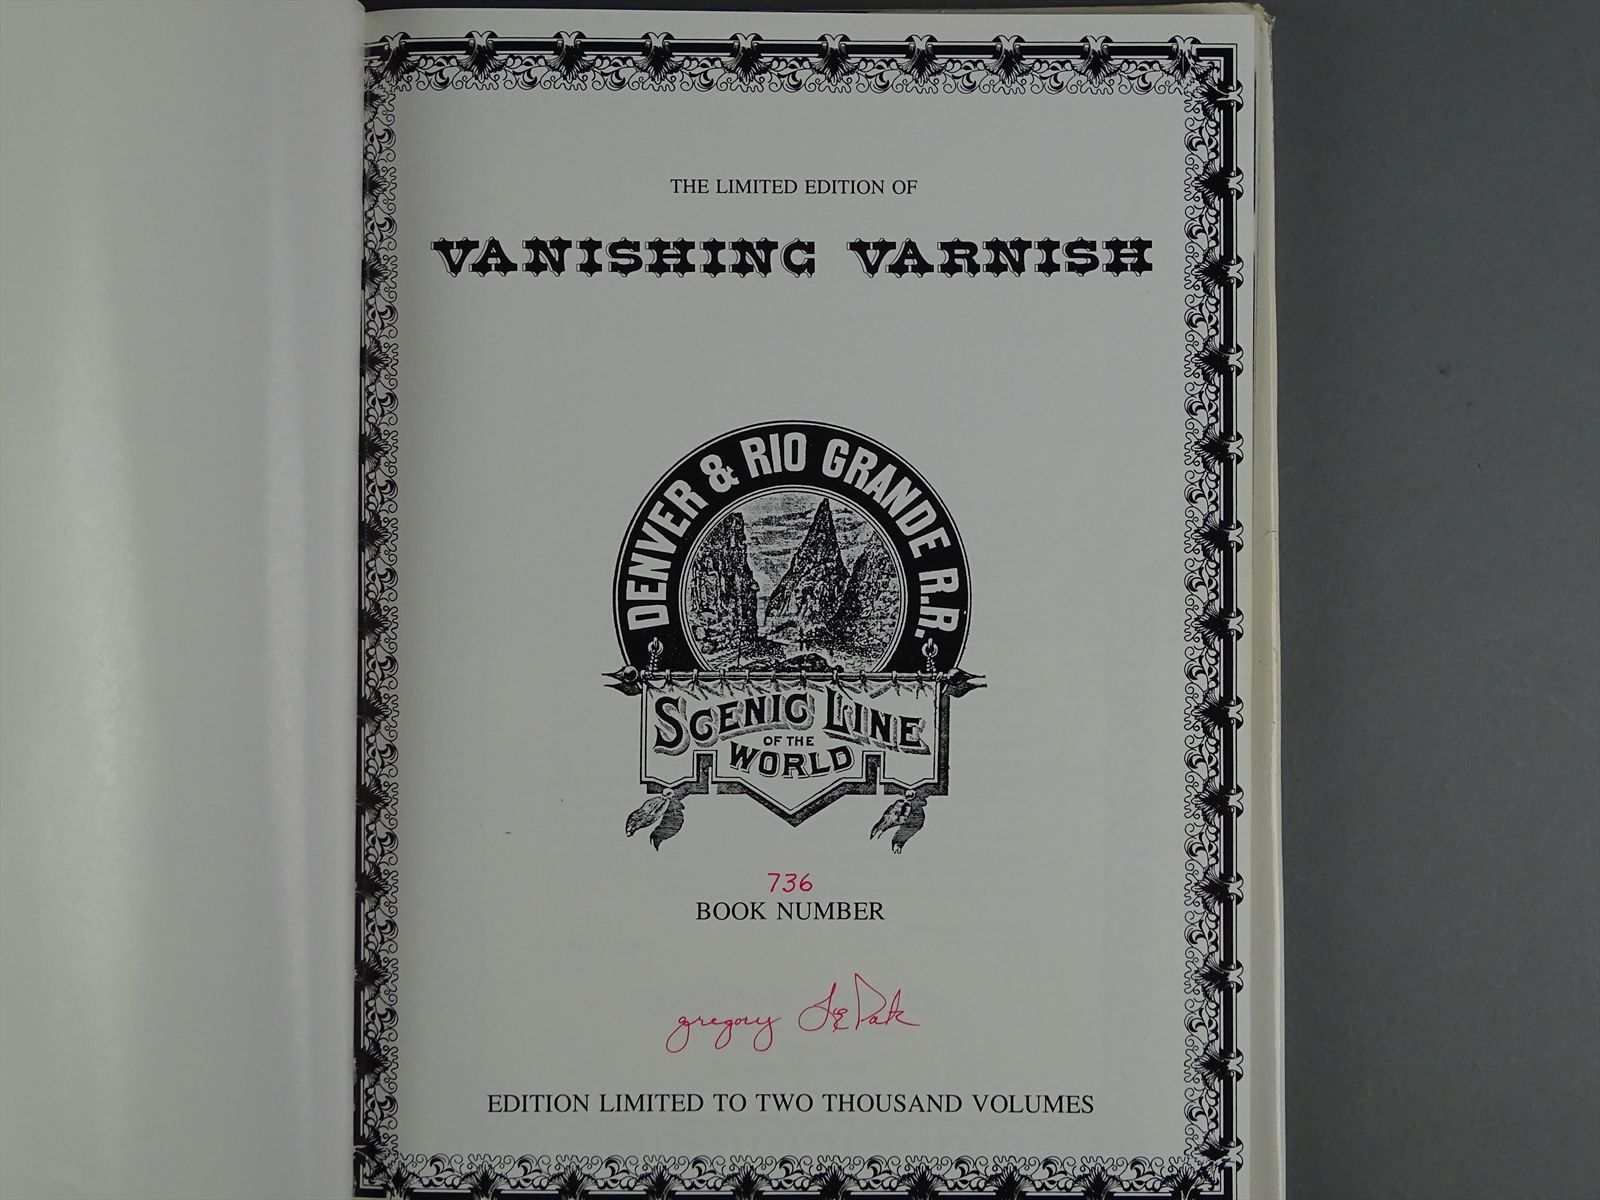 THE LIMITED EDITION OF
VANISHING VARNISH
DENVER & RIO GRANDE R.R.
SCENIC LINE
OF THE
WORLD
736
BOOK NUMBER
gregory LePak
EDITION LIMITED TO TWO THOUSAND VOLUMES